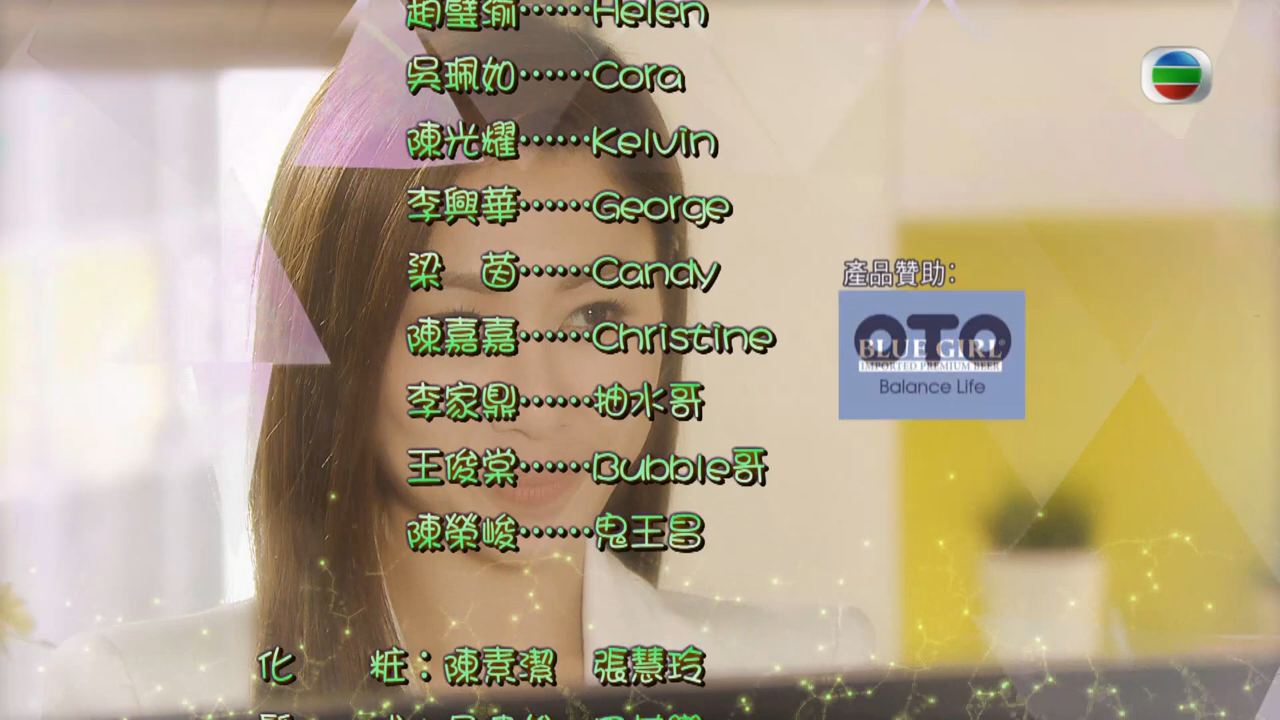 趙璧渝……Helen
吳珮如……Cora
陳光耀……Kelvin
李興華……George
梁　茵……Candy
陳嘉嘉……Christine
李家鼎……抽水哥
王俊棠……Bubble哥
陳榮峻……鬼王昌
產品贊助：
OTO
BLUE GIRL
IMPORTED PREMIUM BEER
Balance Life
化　　粧：陳素潔　張慧玲